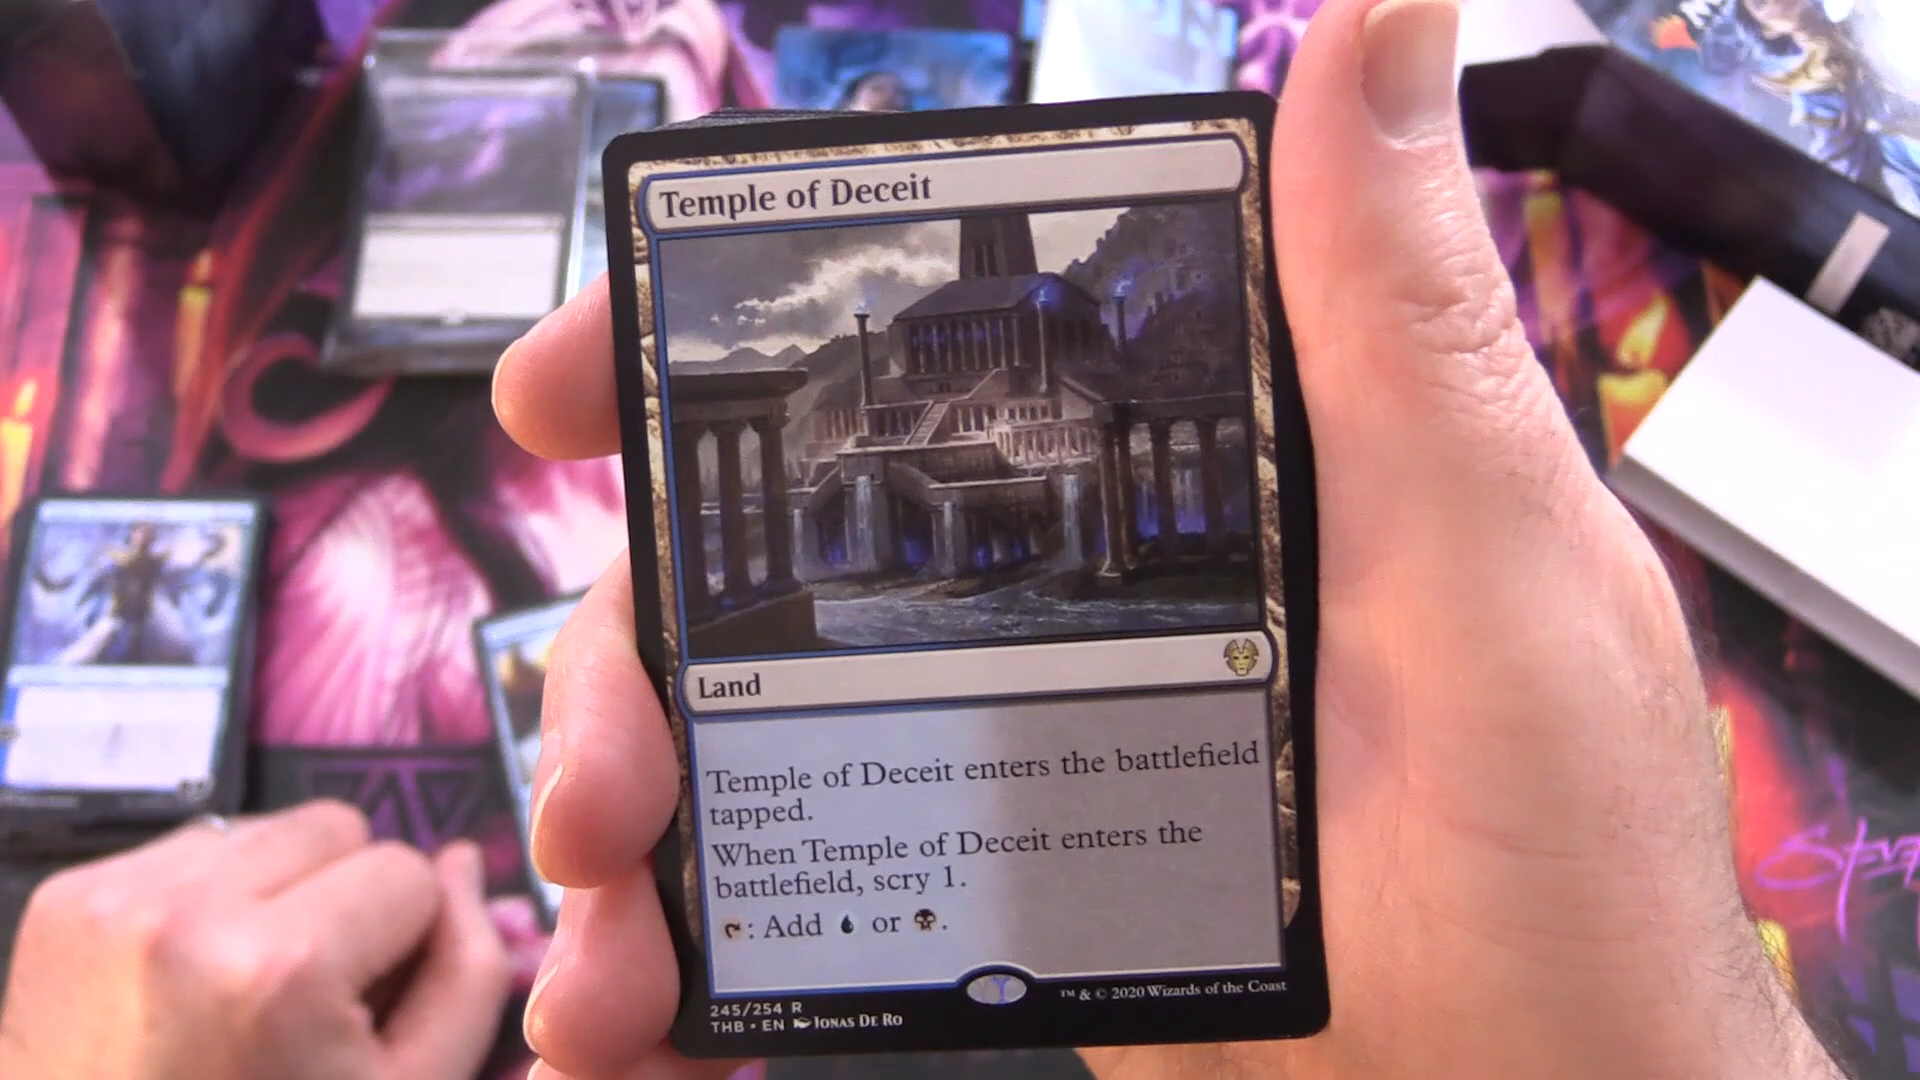 Temple of Deceit
Land
Temple of Deceit enters the battlefield
tapped.
When Temple of Deceit enters the
battlefield, scry 1.
: Add or .
245/254 R
THB • EN JONAS DE RO
™ & © 2020 Wizards of the Coast